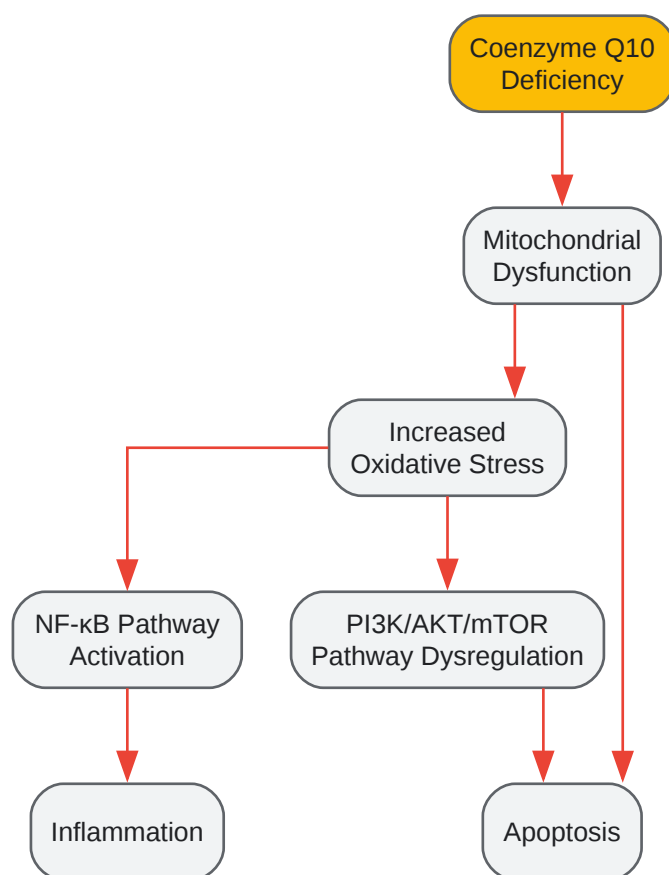 Coenzyme Q10
Deficiency
Mitochondrial
Dysfunction
Increased
Oxidative Stress
NF-κB Pathway
Activation
PI3K/AKT/mTOR
Pathway Dysregulation
Inflammation
Apoptosis